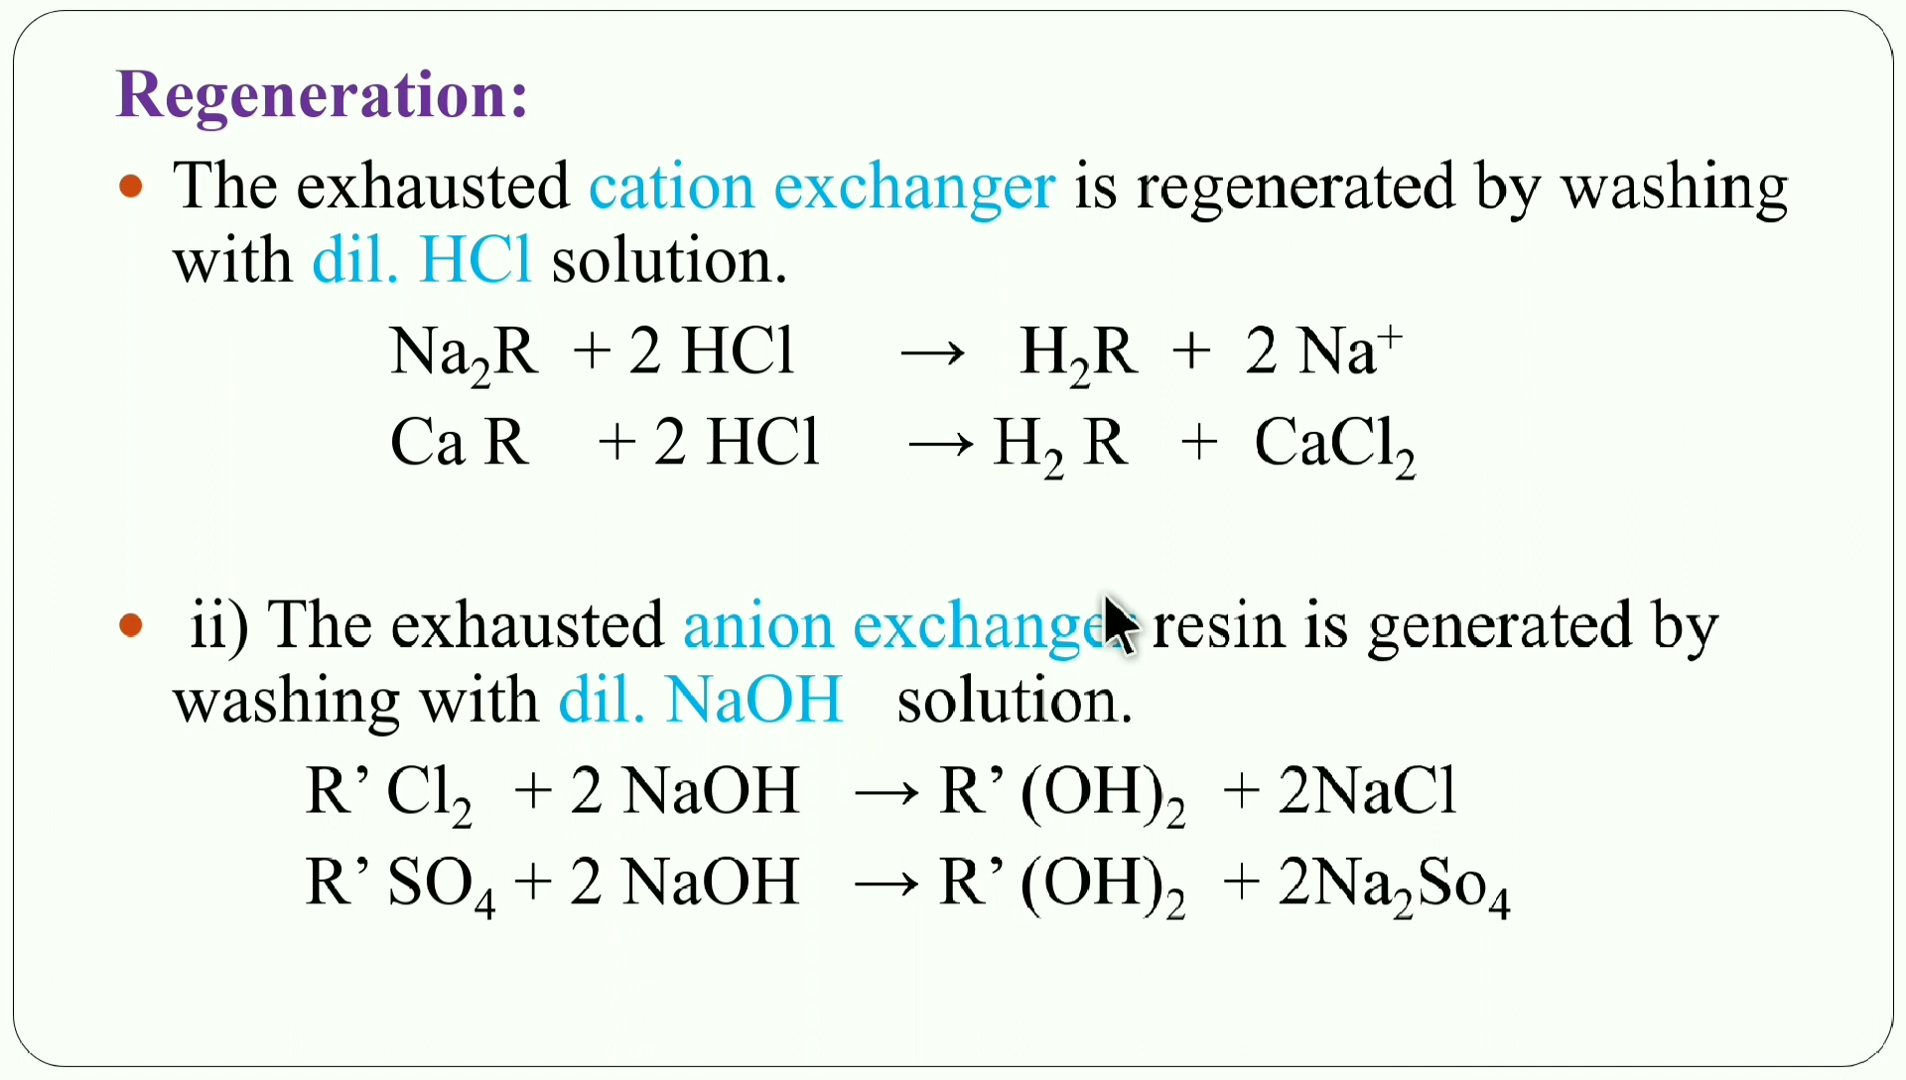 Regeneration:
• The exhausted cation exchanger is regenerated by washing
with dil. HCl solution.
Na₂R + 2 HCl → H₂R + 2 Na⁺
Ca R + 2 HCl → H₂ R + CaCl₂
• ii) The exhausted anion exchanger resin is generated by
washing with dil. NaOH solution.
R’ Cl₂ + 2 NaOH → R’ (OH)₂ + 2NaCl
R’ SO₄ + 2 NaOH → R’ (OH)₂ + 2Na₂So₄